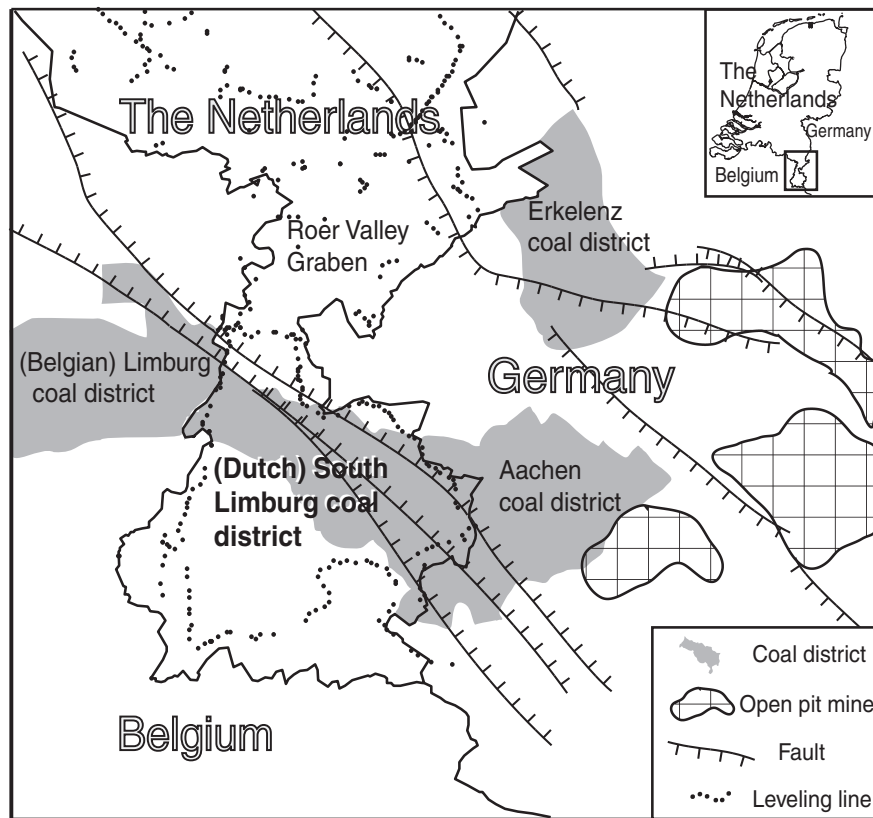 The Netherlands
The
Netherlands
Germany
Belgium
Roer Valley
Graben
Erkelenz
coal district
(Belgian) Limburg
coal district
Germany
(Dutch) South
Limburg coal
district
Aachen
coal district
Belgium
Coal district
Open pit mine
Fault
Leveling line